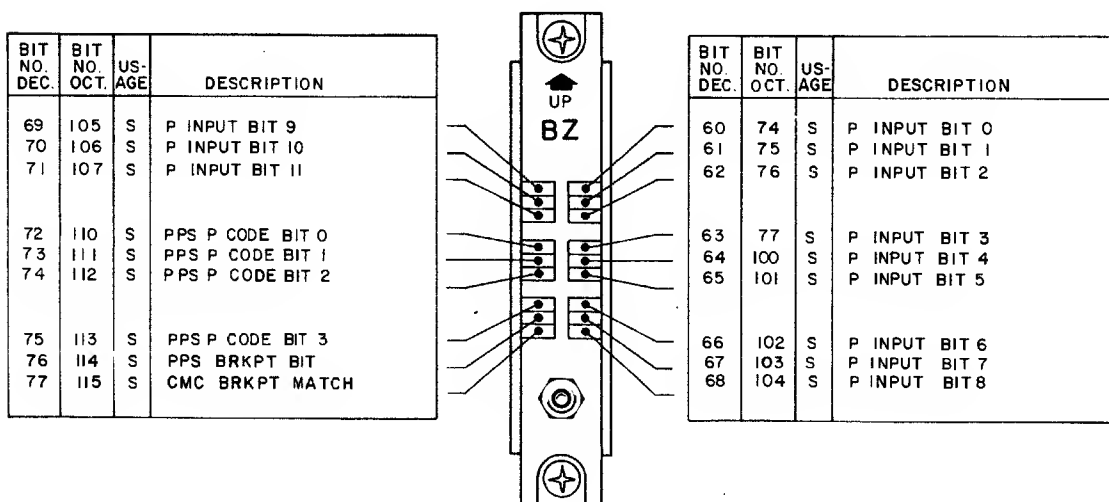 BIT NO. DEC. BIT NO. OCT. US-AGE DESCRIPTION
69 105 S P INPUT BIT 9
70 106 S P INPUT BIT 10
71 107 S P INPUT BIT 11
72 110 S PPS P CODE BIT 0
73 111 S PPS P CODE BIT 1
74 112 S PPS P CODE BIT 2
75 113 S PPS P CODE BIT 3
76 114 S PPS BRKPT BIT
77 115 S CMC BRKPT MATCH
UP
BZ
BIT NO. DEC. BIT NO. OCT. US-AGE DESCRIPTION
60 74 S P INPUT BIT 0
61 75 S P INPUT BIT 1
62 76 S P INPUT BIT 2
63 77 S P INPUT BIT 3
64 100 S P INPUT BIT 4
65 101 S P INPUT BIT 5
66 102 S P INPUT BIT 6
67 103 S P INPUT BIT 7
68 104 S P INPUT BIT 8